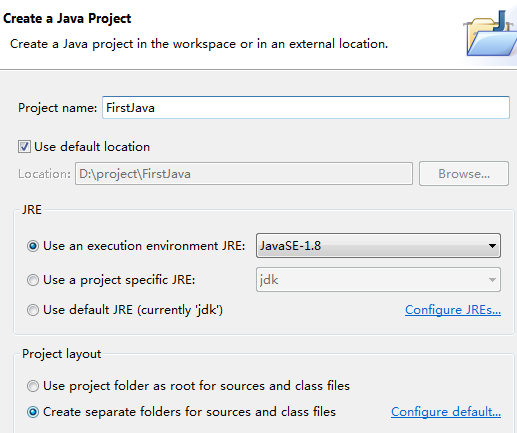 Create a Java Project
Create a Java project in the workspace or in an external location.
Project name: FirstJava
Use default location
Location: D:\project\FirstJava Browse...
JRE
Use an execution environment JRE: JavaSE-1.8
Use a project specific JRE: jdk
Use default JRE (currently 'jdk') Configure JREs...
Project layout
Use project folder as root for sources and class files
Create separate folders for sources and class files Configure default...